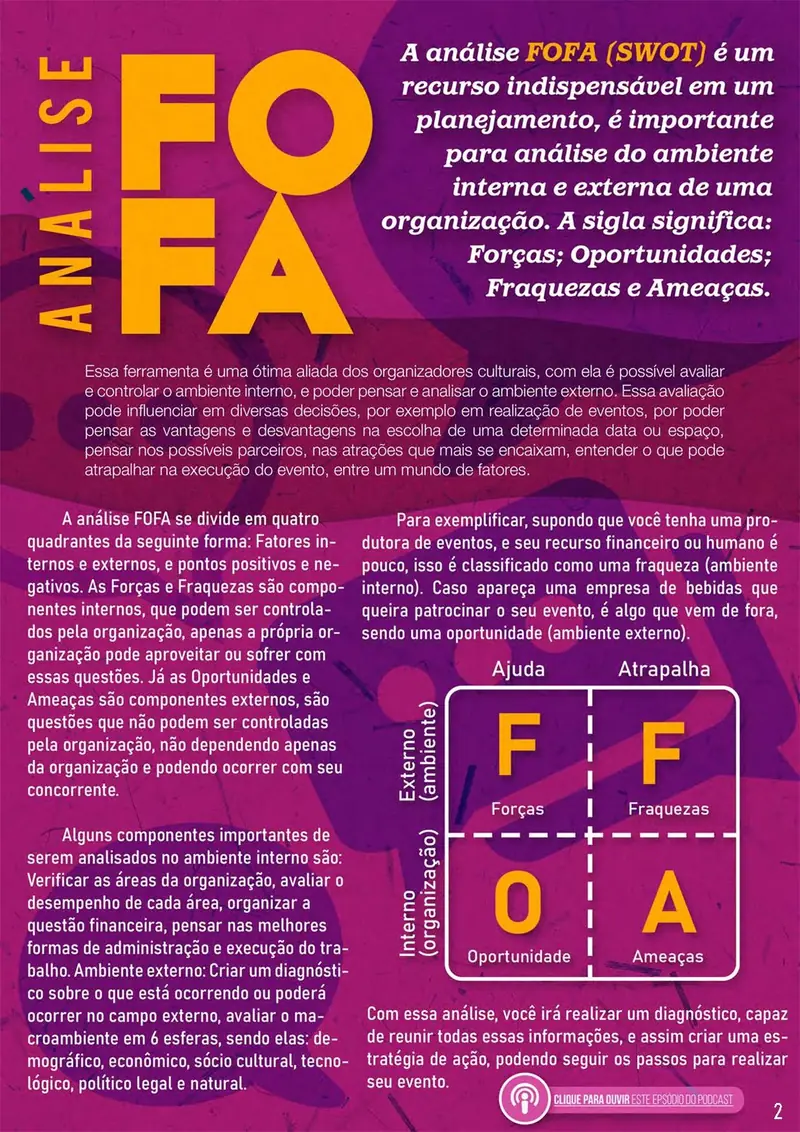 ANÁLISE
FO
FA
A análise FOFA (SWOT) é um
recurso indispensável em um
planejamento, é importante
para análise do ambiente
interna e externa de uma
organização. A sigla significa:
Forças; Oportunidades;
Fraquezas e Ameaças.
Essa ferramenta é uma ótima aliada dos organizadores culturais, com ela é possível avaliar
e controlar o ambiente interno, e poder pensar e analisar o ambiente externo. Essa avaliação
pode influenciar em diversas decisões, por exemplo em realização de eventos, por poder
pensar as vantagens e desvantagens na escolha de uma determinada data ou espaço,
pensar nos possíveis parceiros, nas atrações que mais se encaixam, entender o que pode
atrapalhar na execução do evento, entre um mundo de fatores.
A análise FOFA se divide em quatro
quadrantes da seguinte forma: Fatores in-
ternos e externos, e pontos positivos e ne-
gativos. As Forças e Fraquezas são compo-
nentes internos, que podem ser controla-
dos pela organização, apenas a própria or-
ganização pode aproveitar ou sofrer com
essas questões. Já as Oportunidades e
Ameaças são componentes externos, são
questões que não podem ser controladas
pela organização, não dependendo apenas
da organização e podendo ocorrer com seu
concorrente.
Alguns componentes importantes de
serem analisados no ambiente interno são:
Verificar as áreas da organização, avaliar o
desempenho de cada área, organizar a
questão financeira, pensar nas melhores
formas de administração e execução do tra-
balho. Ambiente externo: Criar um diagnósti-
co sobre o que está ocorrendo ou poderá
ocorrer no campo externo, avaliar o ma-
croambiente em 6 esferas, sendo elas: de-
mográfico, econômico, sócio cultural, tecno-
lógico, político legal e natural.
Para exemplificar, supondo que você tenha uma pro-
dutora de eventos, e seu recurso financeiro ou humano é
pouco, isso é classificado como uma fraqueza (ambiente
interno). Caso apareça uma empresa de bebidas que
queira patrocinar o seu evento, é algo que vem de fora,
sendo uma oportunidade (ambiente externo).
Ajuda Atrapalha
Externo
(ambiente)
F F
Forças Fraquezas
Interno
(organização)
O A
Oportunidade Ameaças
Com essa análise, você irá realizar um diagnóstico, capaz
de reunir todas essas informações, e assim criar uma es-
tratégia de ação, podendo seguir os passos para realizar
seu evento.
CLIQUE PARA OUVIR ESTE EPSÓDIO DO PODCAST
2